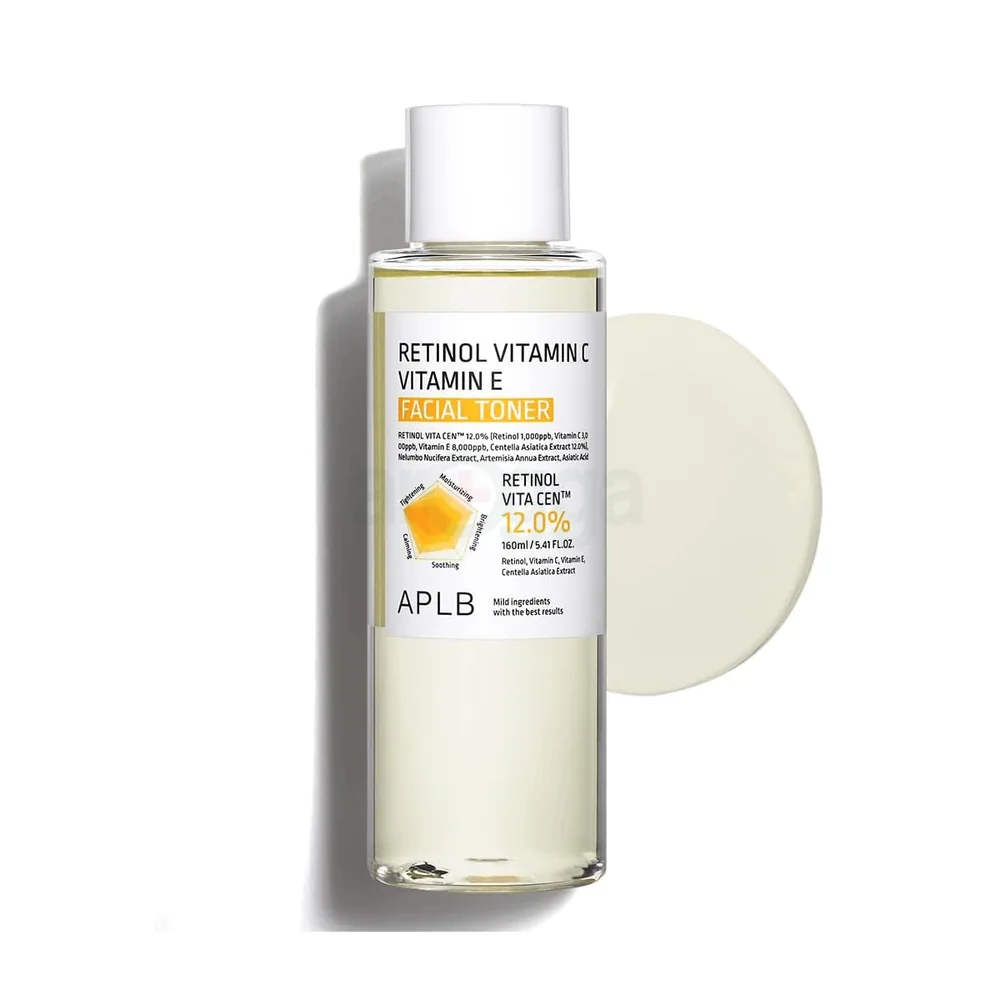 RETINOL VITAMIN C
VITAMIN E
FACIAL TONER
RETINOL VITA CEN™ 12.0% (Retinol 1,000ppb, Vitamin C 3,0
00ppb, Vitamin E 8,000ppb, Centella Asiatica Extract 12.0%),
Nelumbo Nucifera Extract, Artemisia Annua Extract, Asiatic Acid
Tightening
Moisturizing
Brightening
Soothing
Calming
RETINOL
VITA CEN™
12.0%
160ml / 5.41 FL.OZ.
Retinol, Vitamin C, Vitamin E,
Centella Asiatica Extract
APLB
Mild ingredients
with the best results